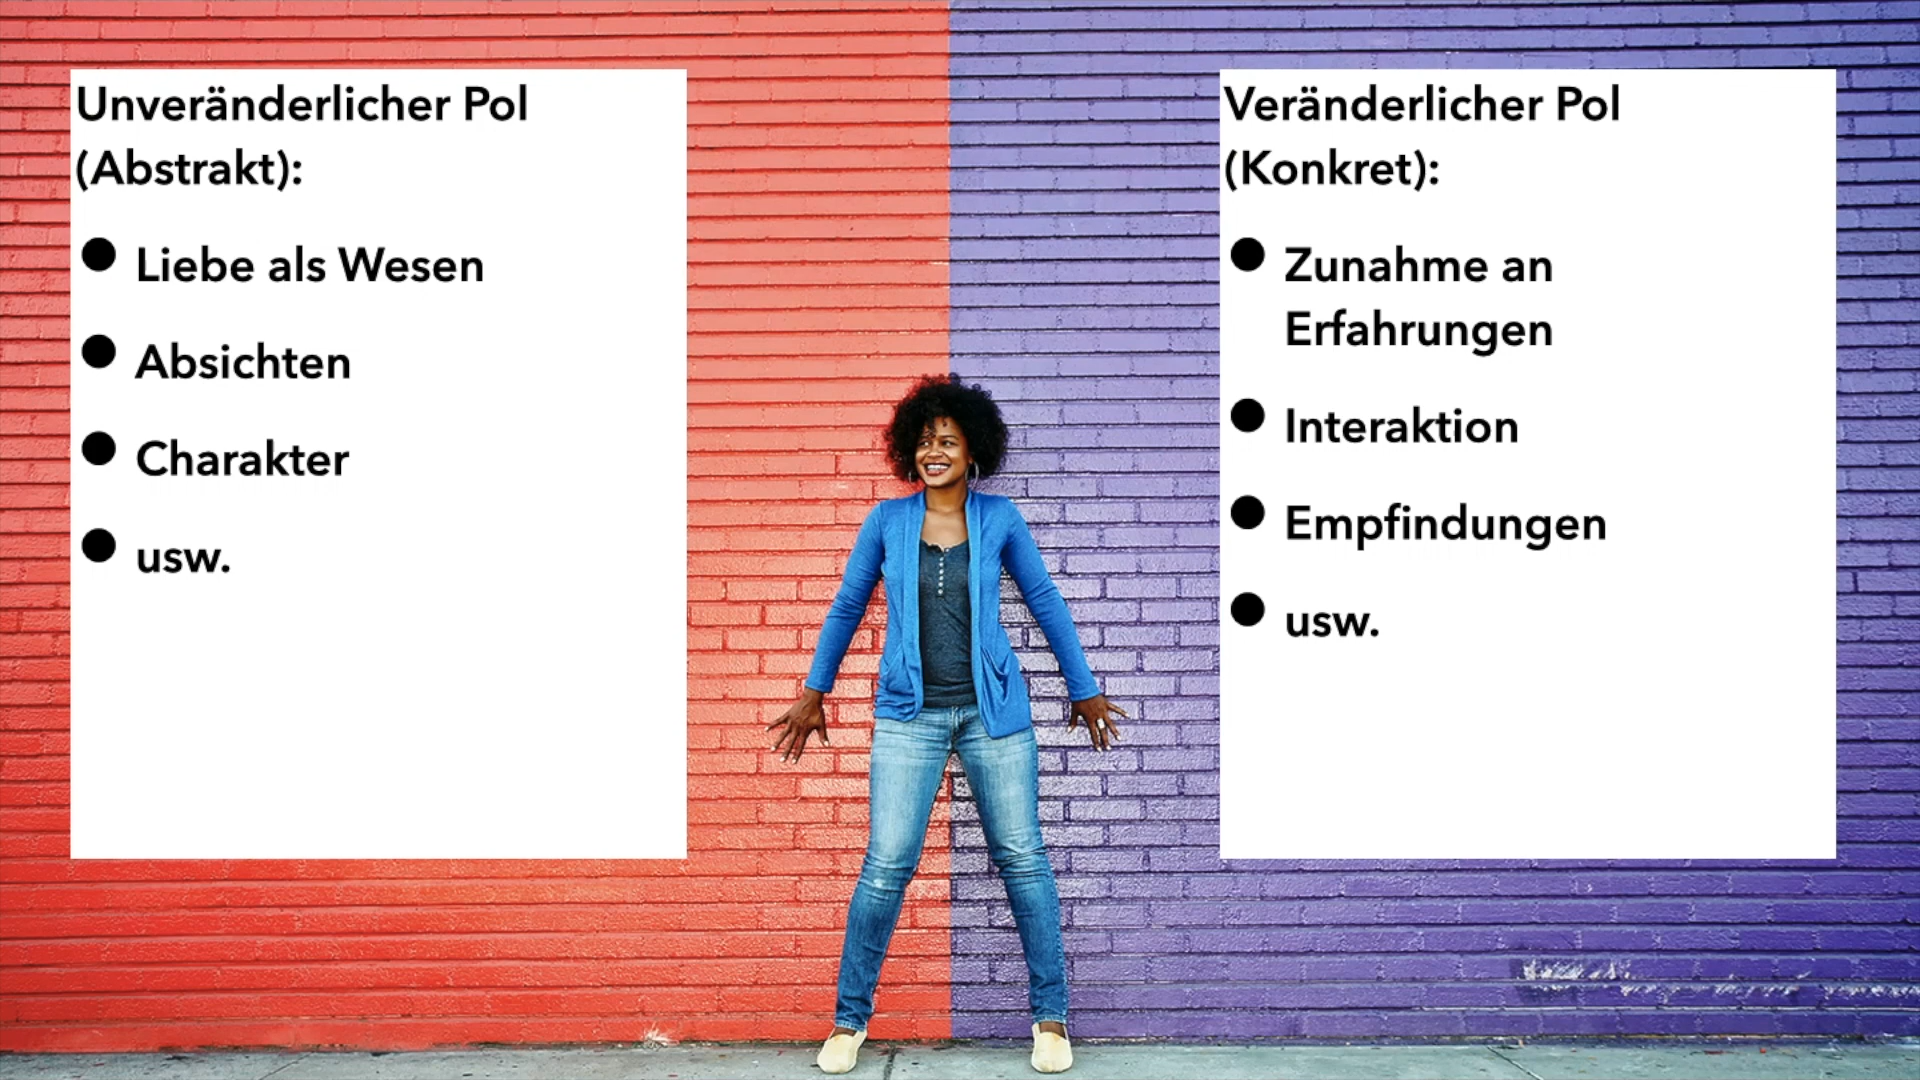 Unveränderlicher Pol
(Abstrakt):
● Liebe als Wesen
● Absichten
● Charakter
● usw.
Veränderlicher Pol
(Konkret):
● Zunahme an
Erfahrungen
● Interaktion
● Empfindungen
● usw.